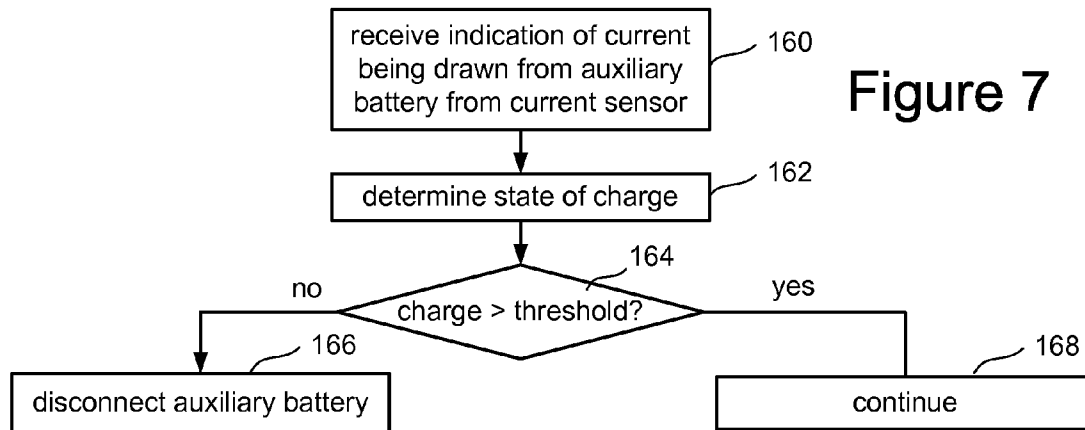 receive indication of current
being drawn from auxiliary
battery from current sensor
160
Figure 7
determine state of charge
162
charge > threshold?
164
no
yes
disconnect auxiliary battery
166
continue
168